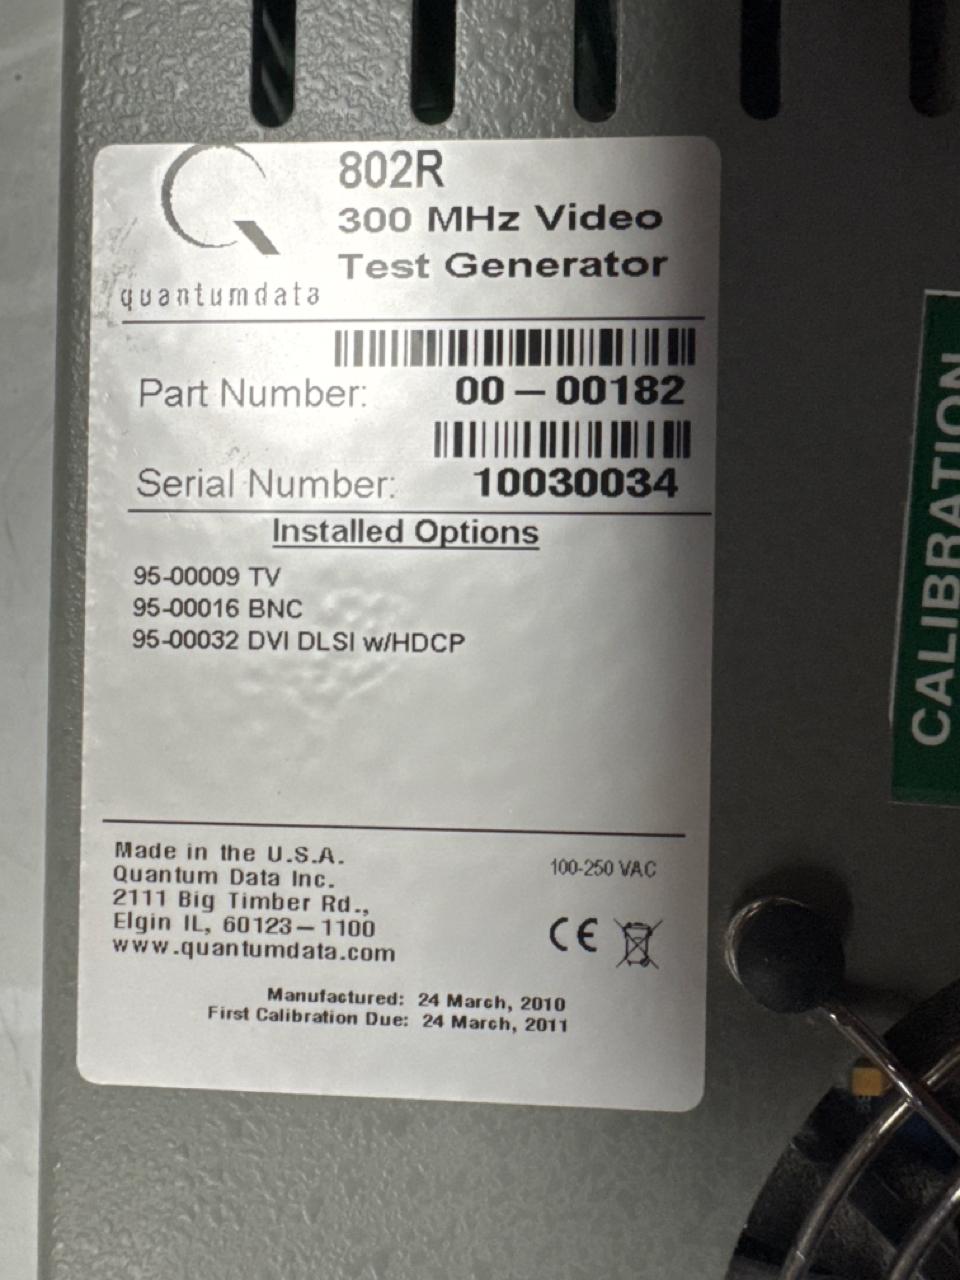 802R
300 MHz Video
Test Generator
quantumdata
Part Number: 00-00182
Serial Number: 10030034
Installed Options
95-00009 TV
95-00016 BNC
95-00032 DVI DLSI w/HDCP
Made in the U.S.A.
Quantum Data Inc.
2111 Big Timber Rd.,
Elgin IL, 60123-1100
www.quantumdata.com
100-250 VAC
CE
Manufactured: 24 March, 2010
First Calibration Due: 24 March, 2011
CALIBRATION